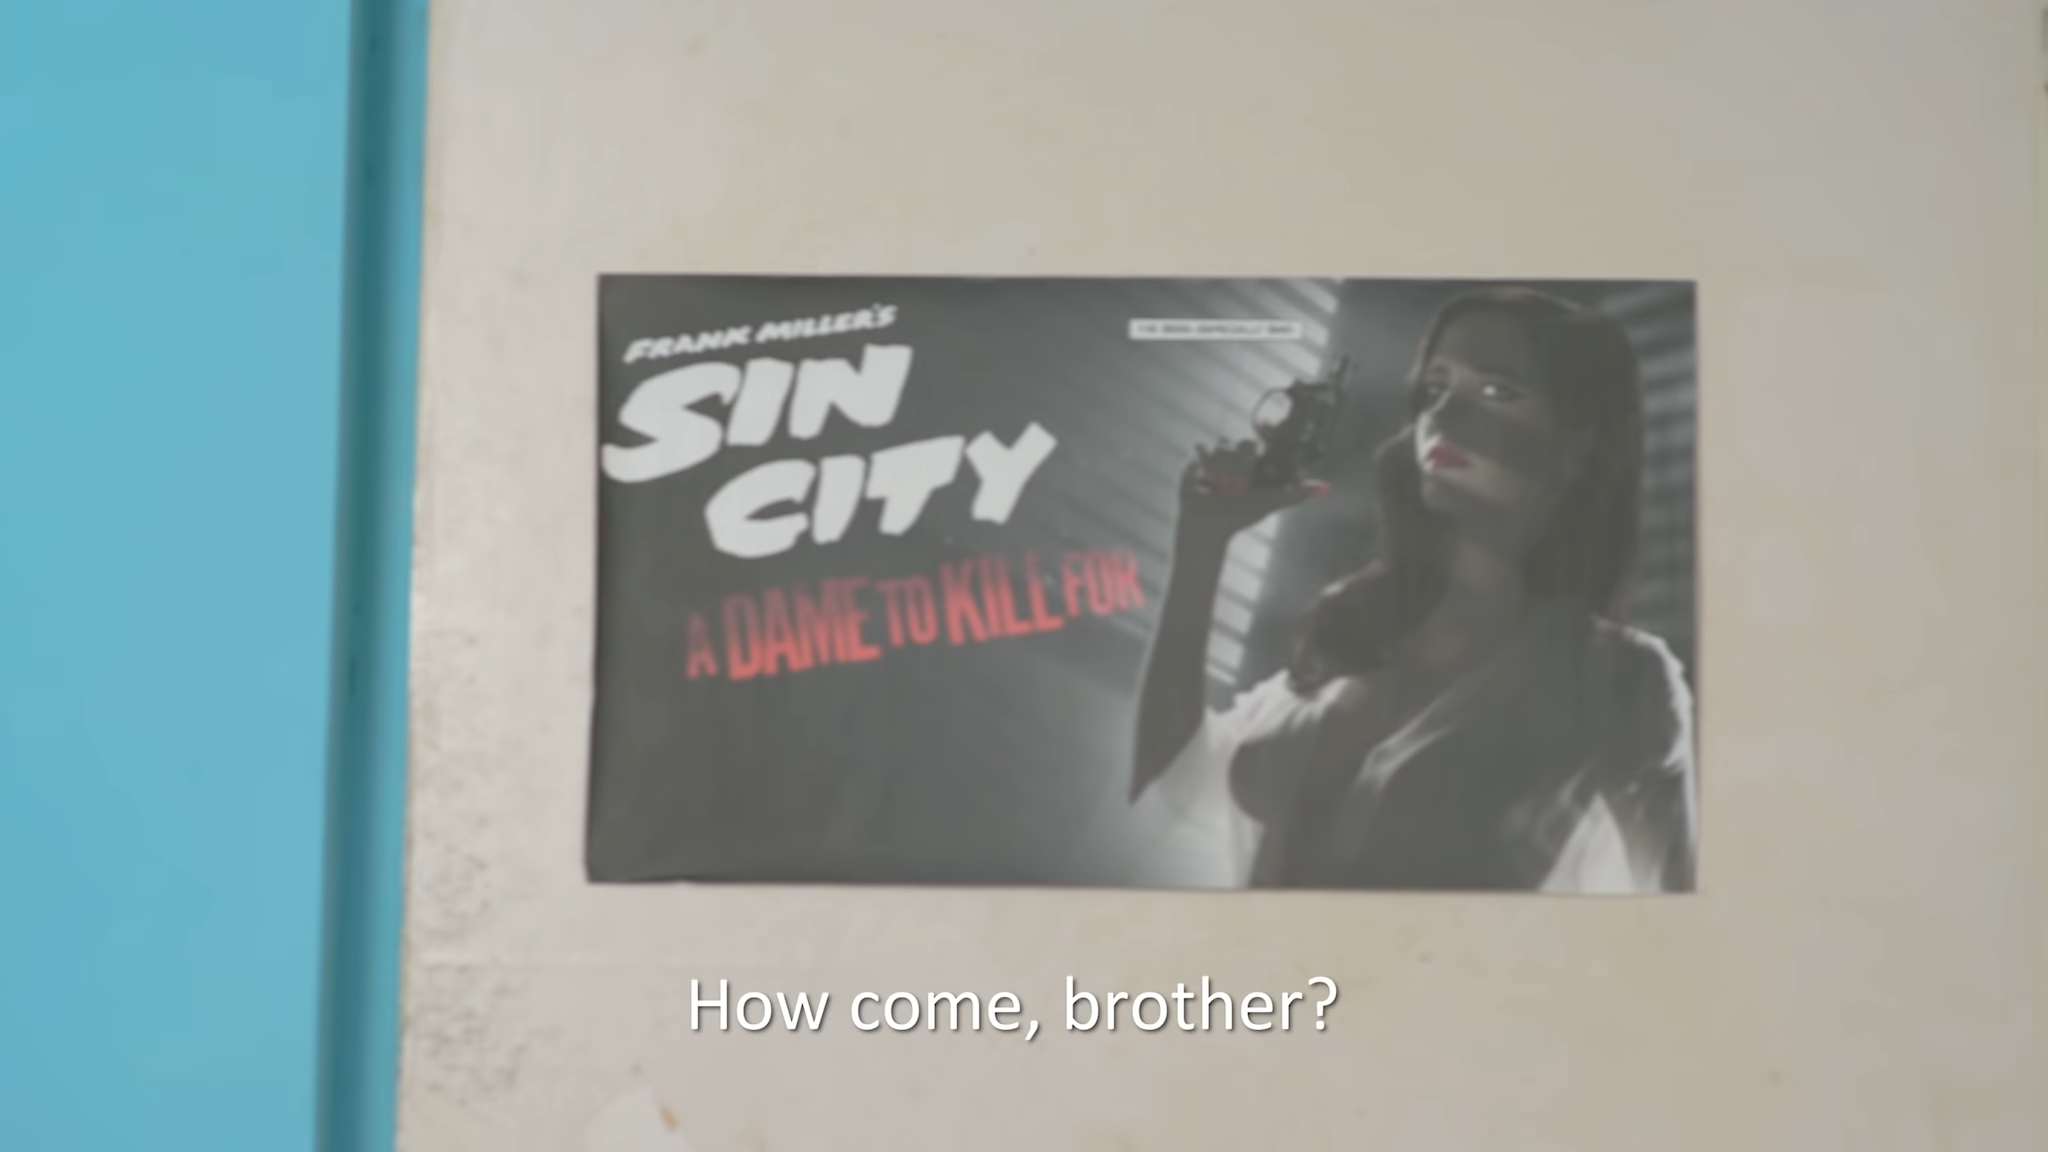 FRANK MILLER'S
SIN
CITY
A DAME TO KILL FOR
How come, brother?